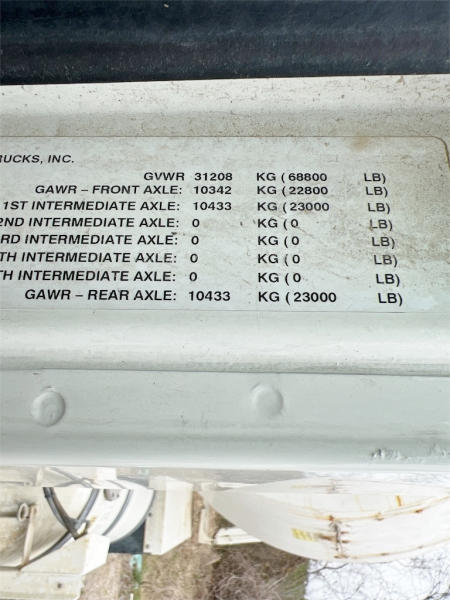 RUCKS, INC.
GVWR 31208 KG ( 68800 LB)
GAWR – FRONT AXLE: 10342 KG ( 22800 LB)
1ST INTERMEDIATE AXLE: 10433 KG ( 23000 LB)
2ND INTERMEDIATE AXLE: 0 KG ( 0 LB)
RD INTERMEDIATE AXLE: 0 KG ( 0 LB)
TH INTERMEDIATE AXLE: 0 KG ( 0 LB)
TH INTERMEDIATE AXLE: 0 KG ( 0 LB)
GAWR – REAR AXLE: 10433 KG ( 23000 LB)